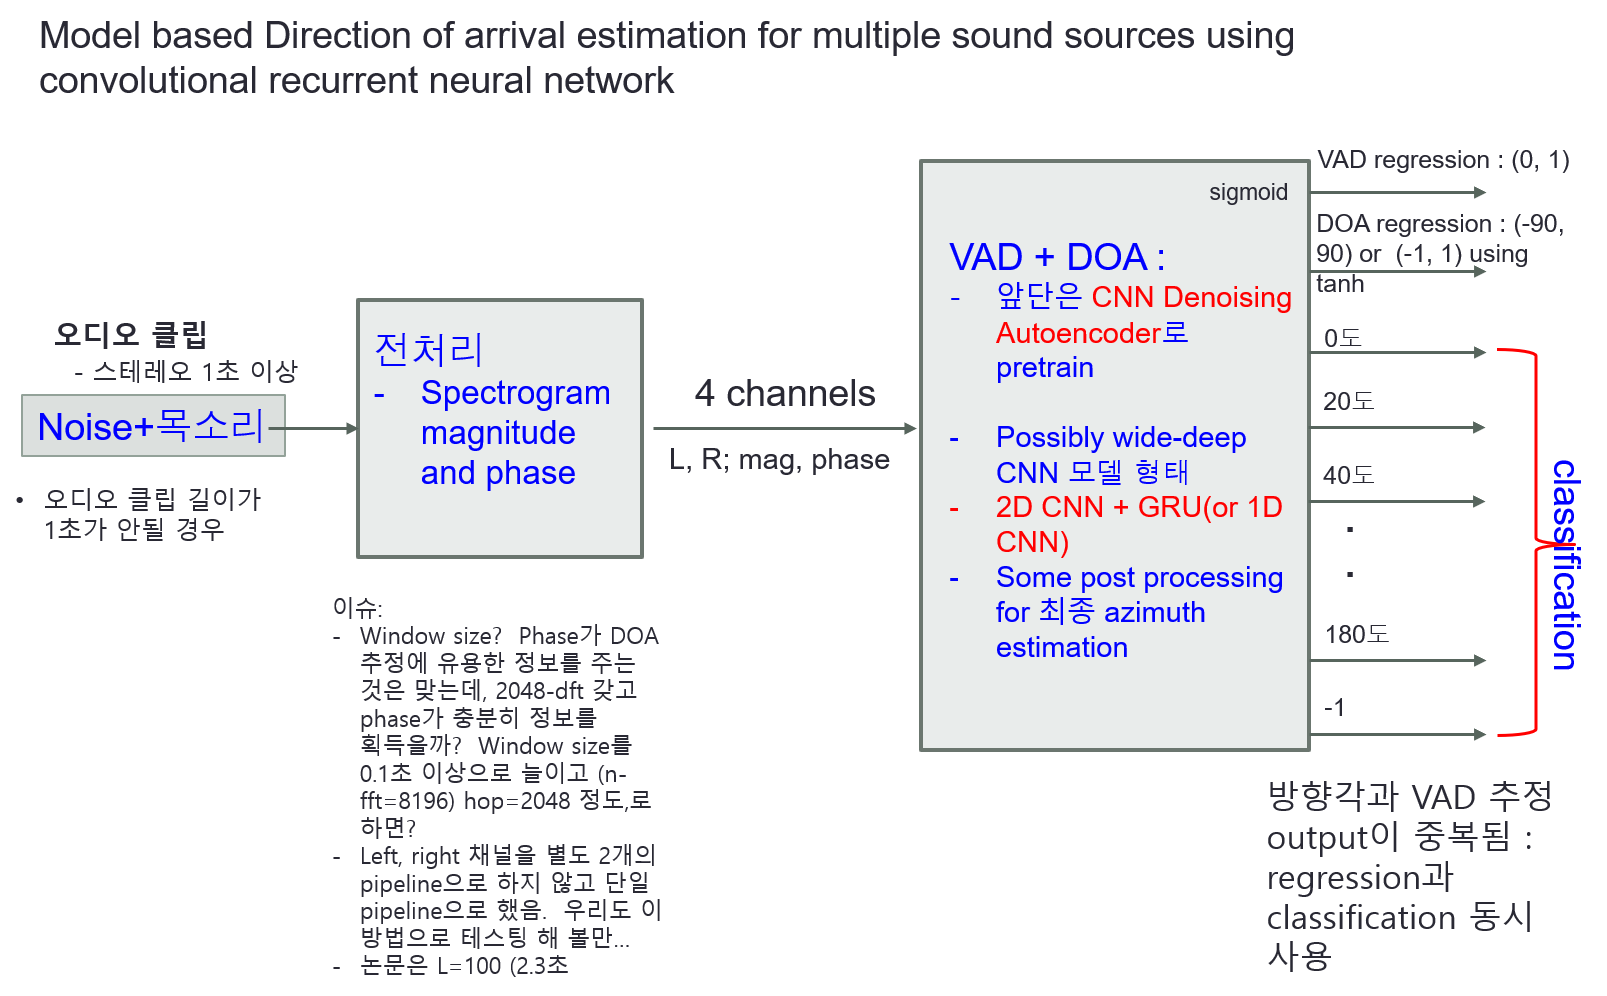 Model based Direction of arrival estimation for multiple sound sources using
convolutional recurrent neural network
오디오 클립
- 스테레오 1초 이상
Noise+목소리
• 오디오 클립 길이가
1초가 안될 경우
전처리
- Spectrogram
magnitude
and phase
이슈:
- Window size?  Phase가 DOA
추정에 유용한 정보를 주는
것은 맞는데, 2048-dft 갖고
phase가 충분히 정보를
획득을까?  Window size를
0.1초 이상으로 늘이고 (n-
fft=8196) hop=2048 정도,로
하면?
- Left, right 채널을 별도 2개의
pipeline으로 하지 않고 단일
pipeline으로 했음.  우리도 이
방법으로 테스팅 해 볼만...
- 논문은 L=100 (2.3초
4 channels
L, R; mag, phase
sigmoid
VAD + DOA :
- 앞단은 CNN Denoising
Autoencoder로
pretrain
- Possibly wide-deep
CNN 모델 형태
- 2D CNN + GRU(or 1D
CNN)
- Some post processing
for 최종 azimuth
estimation
VAD regression : (0, 1)
DOA regression : (-90,
90) or  (-1, 1) using
tanh
0도
20도
40도
.
.
180도
-1
classification
방향각과 VAD 추정
output이 중복됨 :
regression과
classification 동시
사용